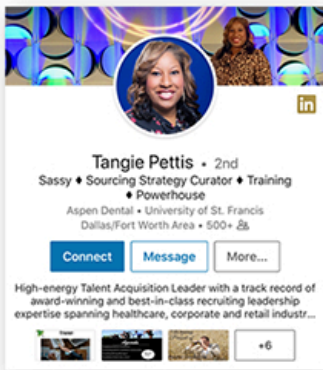 in
Tangie Pettis • 2nd
Sassy ♦ Sourcing Strategy Curator ♦ Training
♦ Powerhouse
Aspen Dental • University of St. Francis
Dallas/Fort Worth Area • 500+
Connect
Message
More...
High-energy Talent Acquisition Leader with a track record of
award-winning and best-in-class recruiting leadership
expertise spanning healthcare, corporate and retail industr...
+6